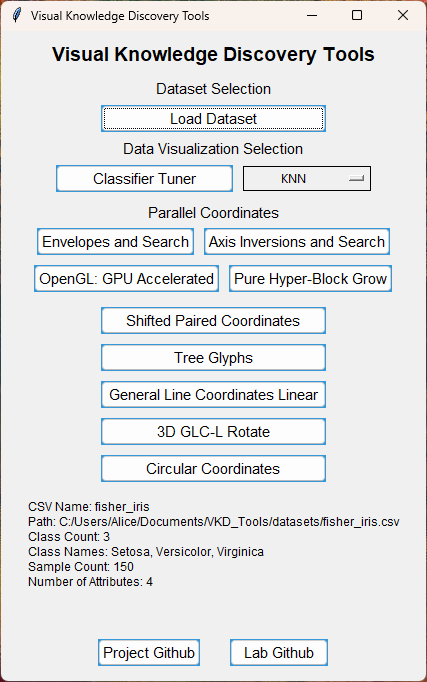 Visual Knowledge Discovery Tools
Visual Knowledge Discovery Tools
Dataset Selection
Load Dataset
Data Visualization Selection
Classifier Tuner KNN
Parallel Coordinates
Envelopes and Search Axis Inversions and Search
OpenGL: GPU Accelerated Pure Hyper-Block Grow
Shifted Paired Coordinates
Tree Glyphs
General Line Coordinates Linear
3D GLC-L Rotate
Circular Coordinates
CSV Name: fisher_iris
Path: C:/Users/Alice/Documents/VKD_Tools/datasets/fisher_iris.csv
Class Count: 3
Class Names: Setosa, Versicolor, Virginica
Sample Count: 150
Number of Attributes: 4
Project Github Lab Github